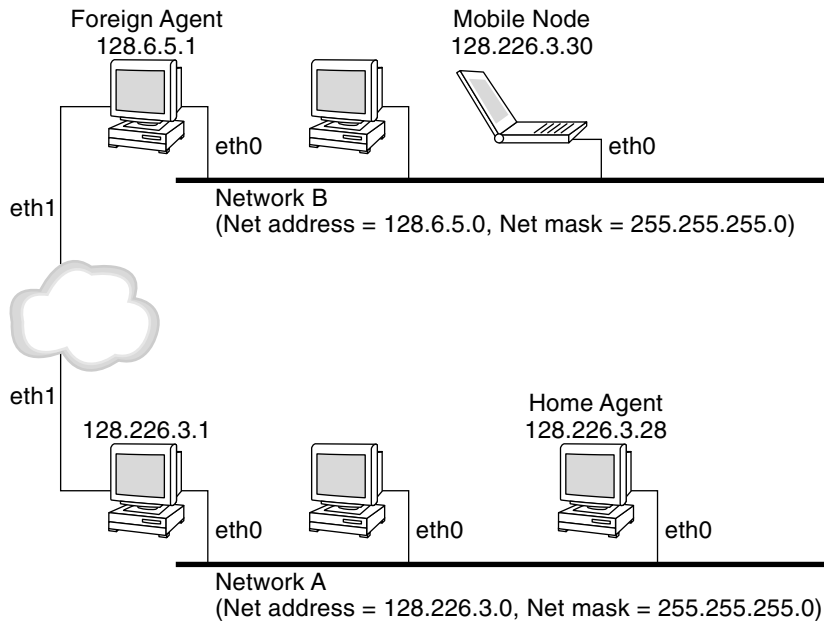 Foreign Agent
128.6.5.1
Mobile Node
128.226.3.30
eth0
eth0
eth1
Network B
(Net address = 128.6.5.0, Net mask = 255.255.255.0)
eth1
128.226.3.1
Home Agent
128.226.3.28
eth0
eth0
eth0
Network A
(Net address = 128.226.3.0, Net mask = 255.255.255.0)